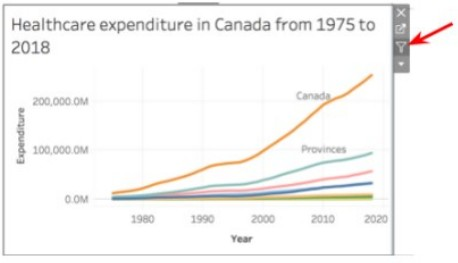 Healthcare expenditure in Canada from 1975 to
2018
Canada
200,000.0M
Expenditure
Provinces
100,000.0M
0.0M
1980 1990 2000 2010 2020
Year